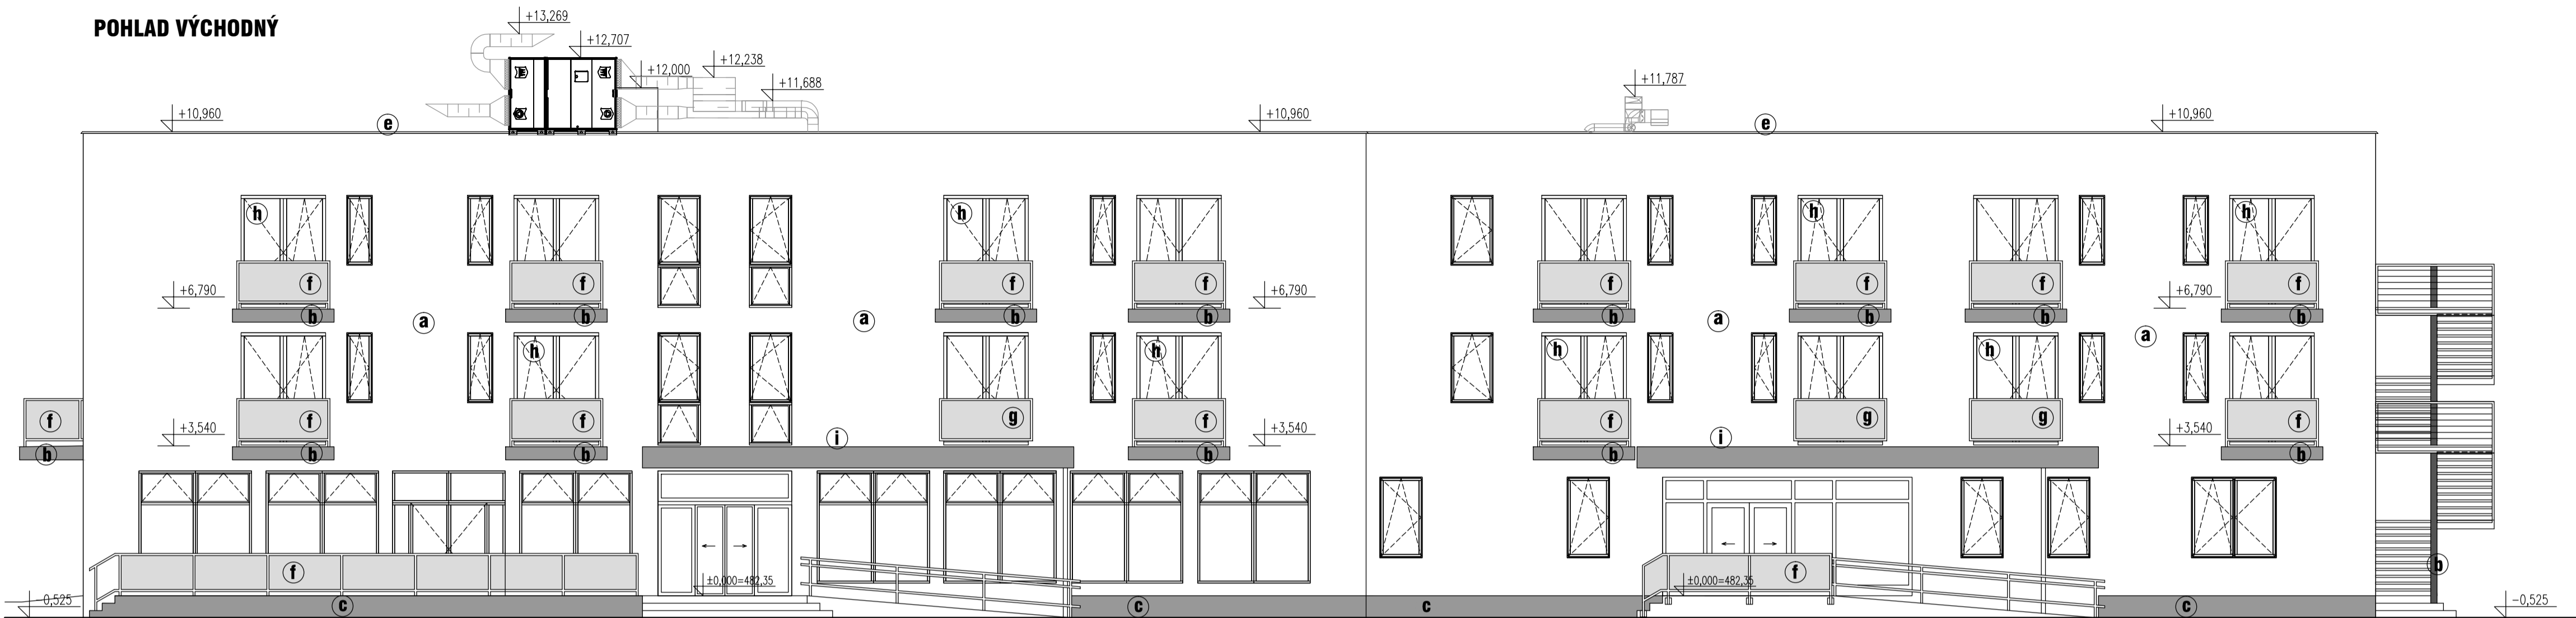 POHLAD VÝCHODNÝ
+13,269
+12,707
+12,000
+12,238
+11,688
+11,787
+10,960
e
+10,960
e
+10,960
h
h
h
h
f
f
f
f
f
f
f
f
+6,790
+6,790
+6,790
b
b
b
b
b
b
b
b
a
a
a
a
h
h
h
h
f
f
f
g
f
f
g
g
f
+3,540
+3,540
+3,540
i
i
b
b
b
b
b
b
f
f
±0,000=482,35
±0,000=482,35
b
-0,525
c
c
c
c
-0,525